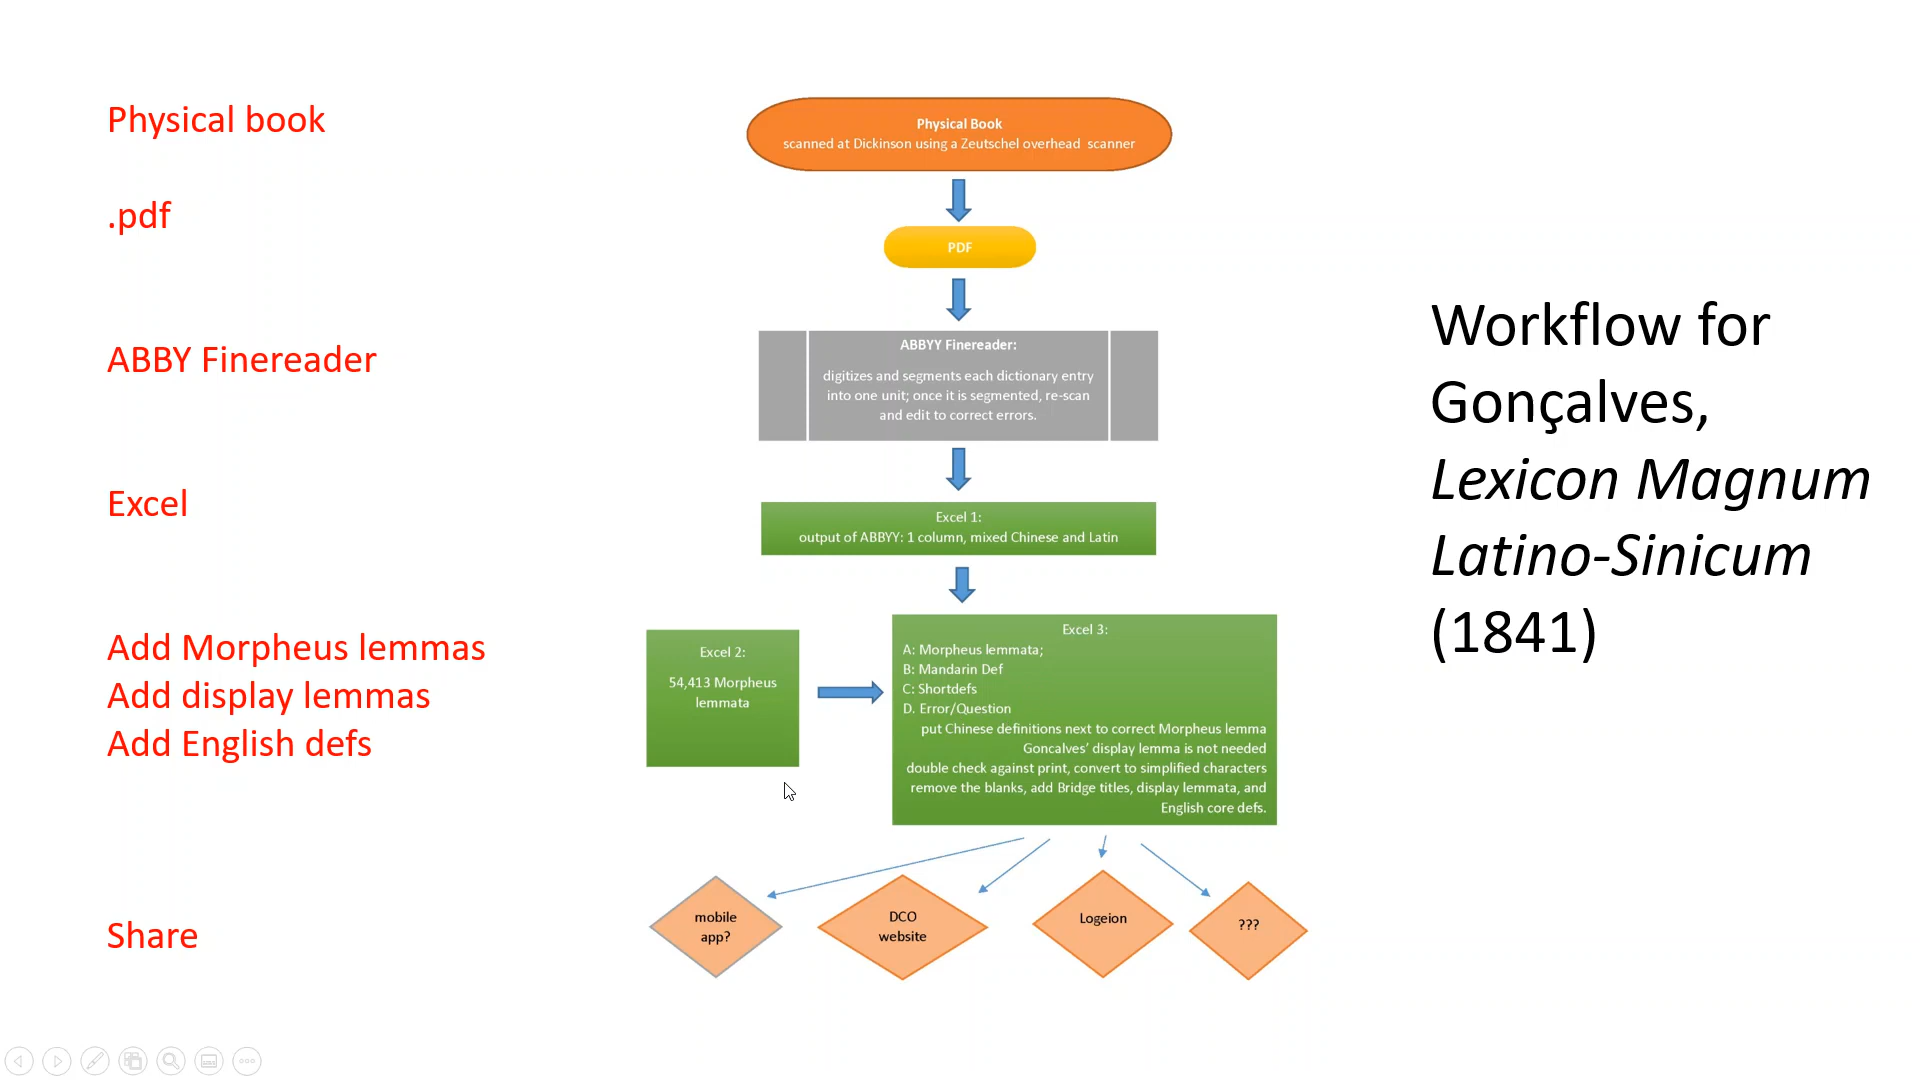 Physical book
.pdf
ABBY Finereader
Excel
Add Morpheus lemmas
Add display lemmas
Add English defs
Share
Physical Book
scanned at Dickinson using a Zeutschel overhead scanner
PDF
ABBYY Finereader:
digitizes and segments each dictionary entry
into one unit; once it is segmented, re-scan
and edit to correct errors.
Excel 1:
output of ABBYY: 1 column, mixed Chinese and Latin
Excel 2:
54,413 Morpheus
lemmata
Excel 3:
A: Morpheus lemmata;
B: Mandarin Def
C: Shortdefs
D. Error/Question
put Chinese definitions next to correct Morpheus lemma
Goncalves' display lemma is not needed
double check against print, convert to simplified characters
remove the blanks, add Bridge titles, display lemmata, and
English core defs.
mobile
app?
DCO
website
Logeion
???
Workflow for
Gonçalves,
Lexicon Magnum
Latino-Sinicum
(1841)